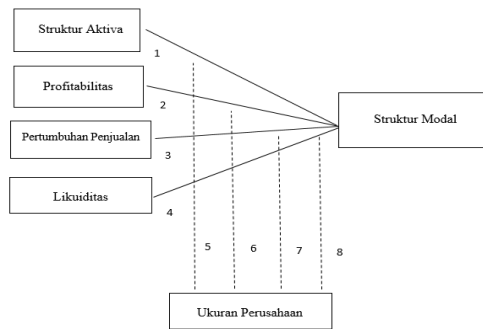 Struktur Aktiva
1
Profitabilitas
2
Struktur Modal
Pertumbuhan Penjualan
3
Likuiditas
4
5 6 7 8
Ukuran Perusahaan